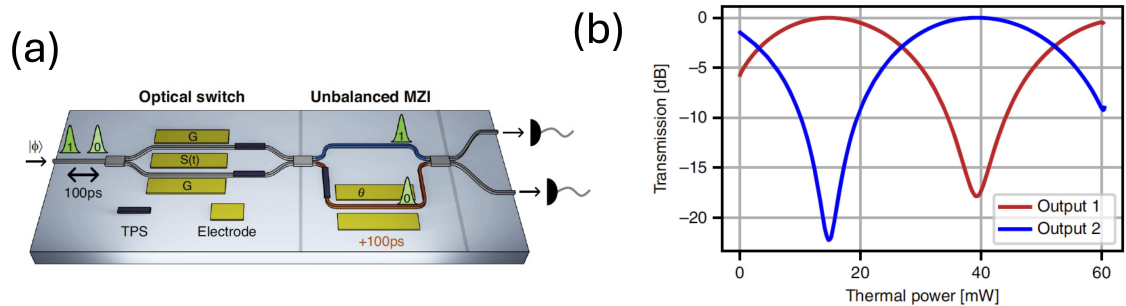 (a)
Optical switch
Unbalanced MZI
|ϕ⟩
1
0
100ps
G
S(t)
G
TPS
Electrode
1
0
θ
+100ps
(b)
Transmission [dB]
0
−5
−10
−15
−20
Output 1
Output 2
0
20
40
60
Thermal power [mW]